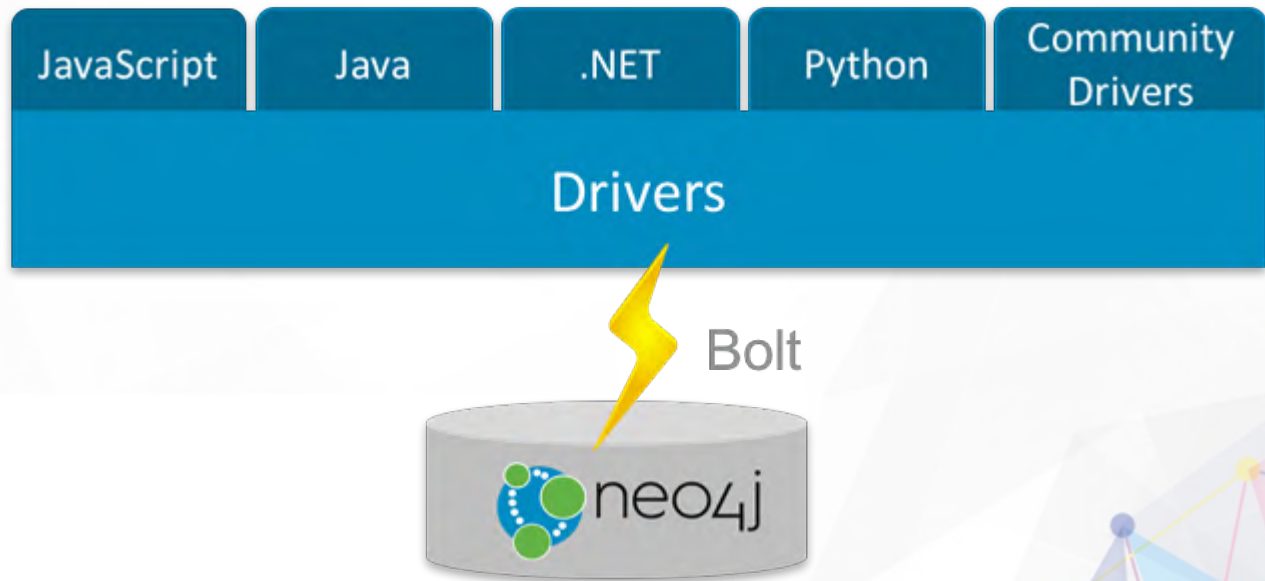 JavaScript
Java
.NET
Python
Community
Drivers
Drivers
Bolt
neo4j